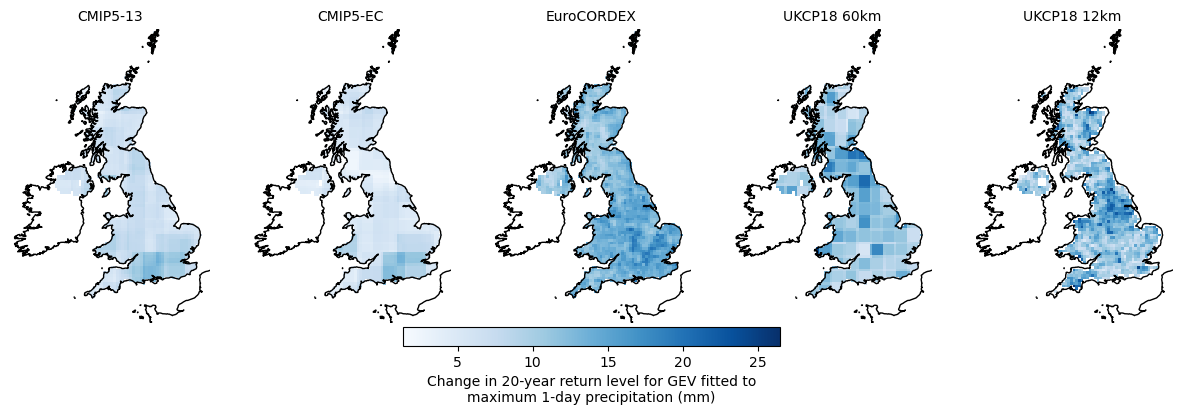 CMIP5-13 CMIP5-EC EuroCORDEX UKCP18 60km UKCP18 12km
5 10 15 20 25
Change in 20-year return level for GEV fitted to
maximum 1-day precipitation (mm)